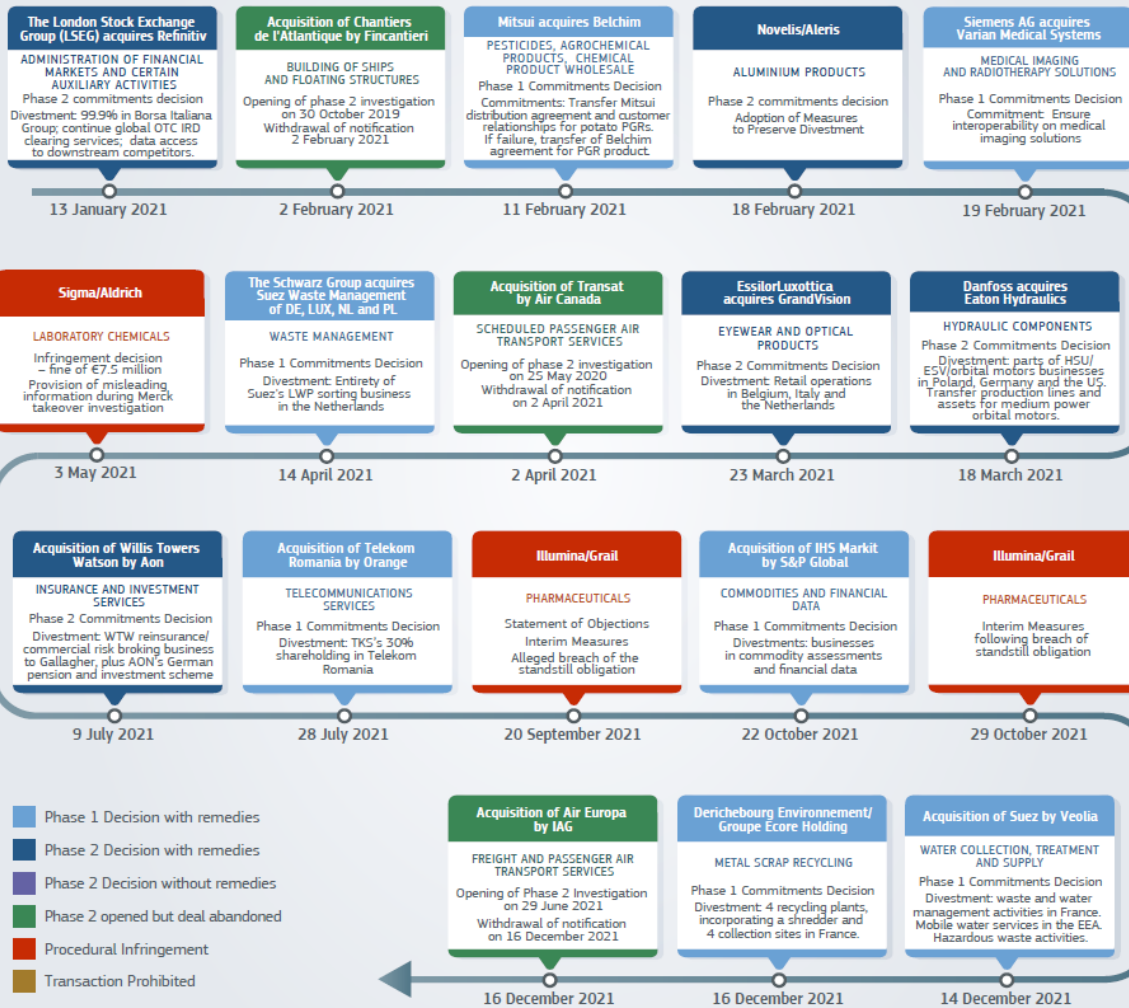 The London Stock Exchange
Group (LSEG) acquires Refinitiv
ADMINISTRATION OF FINANCIAL
MARKETS AND CERTAIN
AUXILIARY ACTIVITIES
Phase 2 commitments decision
Divestment: 99.9% in Borsa Italiana
Group; continue global OTC IRD
clearing services; data access
to downstream competitors.
13 January 2021
Acquisition of Chantiers
de l'Atlantique by Fincantieri
BUILDING OF SHIPS
AND FLOATING STRUCTURES
Opening of phase 2 investigation
on 30 October 2019
Withdrawal of notification
2 February 2021
2 February 2021
Mitsui acquires Belchim
PESTICIDES, AGROCHEMICAL
PRODUCTS, CHEMICAL
PRODUCT WHOLESALE
Phase 1 Commitments Decision
Commitments: Transfer Mitsui
distribution agreement and customer
relationships for potato PGRs.
If failure, transfer of Belchim
agreement for PGR product.
11 February 2021
Novelis/Aleris
ALUMINIUM PRODUCTS
Phase 2 commitments decision
Adoption of Measures
to Preserve Divestment
18 February 2021
Siemens AG acquires
Varian Medical Systems
MEDICAL IMAGING
AND RADIOTHERAPY SOLUTIONS
Phase 1 Commitments Decision
Commitment: Ensure
interoperability on medical
imaging solutions
19 February 2021
Sigma/Aldrich
LABORATORY CHEMICALS
Infringement decision
– fine of €7.5 million
Provision of misleading
information during Merck
takeover investigation
3 May 2021
The Schwarz Group acquires
Suez Waste Management
of DE, LUX, NL and PL
WASTE MANAGEMENT
Phase 1 Commitments Decision
Divestment: Entirety of
Suez's LWP sorting business
in the Netherlands
14 April 2021
Acquisition of Transat
by Air Canada
SCHEDULED PASSENGER AIR
TRANSPORT SERVICES
Opening of phase 2 investigation
on 25 May 2020
Withdrawal of notification
on 2 April 2021
2 April 2021
EssilorLuxottica
acquires GrandVision
EYEWEAR AND OPTICAL
PRODUCTS
Phase 2 Commitments Decision
Divestment: Retail operations
in Belgium, Italy and
the Netherlands
23 March 2021
Danfoss acquires
Eaton Hydraulics
HYDRAULIC COMPONENTS
Phase 2 Commitments Decision
Divestment: parts of HSU/
ESV/orbital motors businesses
in Poland, Germany and the US.
Transfer production lines and
assets for medium power
orbital motors.
18 March 2021
Acquisition of Willis Towers
Watson by Aon
INSURANCE AND INVESTMENT
SERVICES
Phase 2 Commitments Decision
Divestment: WTW reinsurance/
commercial risk broking business
to Gallagher, plus AON's German
pension and investment scheme
9 July 2021
Acquisition of Telekom
Romania by Orange
TELECOMMUNICATIONS
SERVICES
Phase 1 Commitments Decision
Divestment: TKS's 30%
shareholding in Telekom
Romania
28 July 2021
Illumina/Grail
PHARMACEUTICALS
Statement of Objections
Interim Measures
Alleged breach of the
standstill obligation
20 September 2021
Acquisition of IHS Markit
by S&P Global
COMMODITIES AND FINANCIAL
DATA
Phase 1 Commitments Decision
Divestments: businesses
in commodity assessments
and financial data
22 October 2021
Illumina/Grail
PHARMACEUTICALS
Interim Measures
following breach of
standstill obligation
29 October 2021
Phase 1 Decision with remedies
Phase 2 Decision with remedies
Phase 2 Decision without remedies
Phase 2 opened but deal abandoned
Procedural Infringement
Transaction Prohibited
Acquisition of Air Europa
by IAG
FREIGHT AND PASSENGER AIR
TRANSPORT SERVICES
Opening of Phase 2 Investigation
on 29 June 2021
Withdrawal of notification
on 16 December 2021
16 December 2021
Derichebourg Environnement/
Groupe Ecore Holding
METAL SCRAP RECYCLING
Phase 1 Commitments Decision
Divestment: 4 recycling plants,
incorporating a shredder and
4 collection sites in France.
16 December 2021
Acquisition of Suez by Veolia
WATER COLLECTION, TREATMENT
AND SUPPLY
Phase 1 Commitments Decision
Divestment: waste and water
management activities in France.
Mobile water services in the EEA.
Hazardous waste activities.
14 December 2021